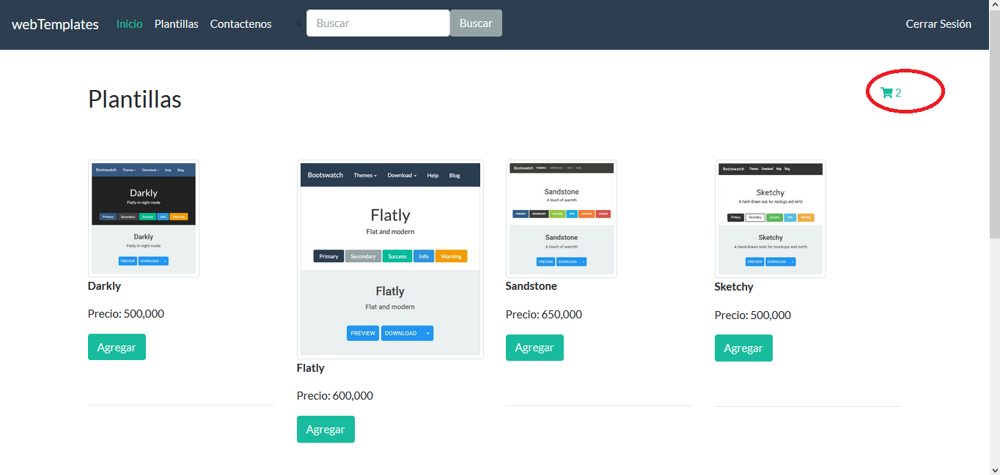 webTemplates Inicio Plantillas Contactenos Buscar Buscar Cerrar Sesión
Plantillas
2
Bootswatch Themes Download Help Blog
Darkly
Flatly in night mode
Primary Secondary Success Info Warning
Darkly
Flatly in night mode
PREVIEW DOWNLOAD
Darkly
Precio: 500,000
Agregar
Bootswatch Themes Download Help Blog
Flatly
Flat and modern
Primary Secondary Success Info Warning
Flatly
Flat and modern
PREVIEW DOWNLOAD
Flatly
Precio: 600,000
Agregar
Bootswatch THEMES DOWNLOAD HELP BLOG
Sandstone
A touch of warmth
PRIMARY SECONDARY SUCCESS INFO WARNING DANGER
Sandstone
A touch of warmth
PREVIEW DOWNLOAD
Sandstone
Precio: 650,000
Agregar
Bootswatch Themes Download Help Blog
Sketchy
A hand-drawn look for mockups and mirth
Primary Secondary Success Info Warning
Sketchy
A hand-drawn look for mockups and mirth
PREVIEW DOWNLOAD
Sketchy
Precio: 500,000
Agregar